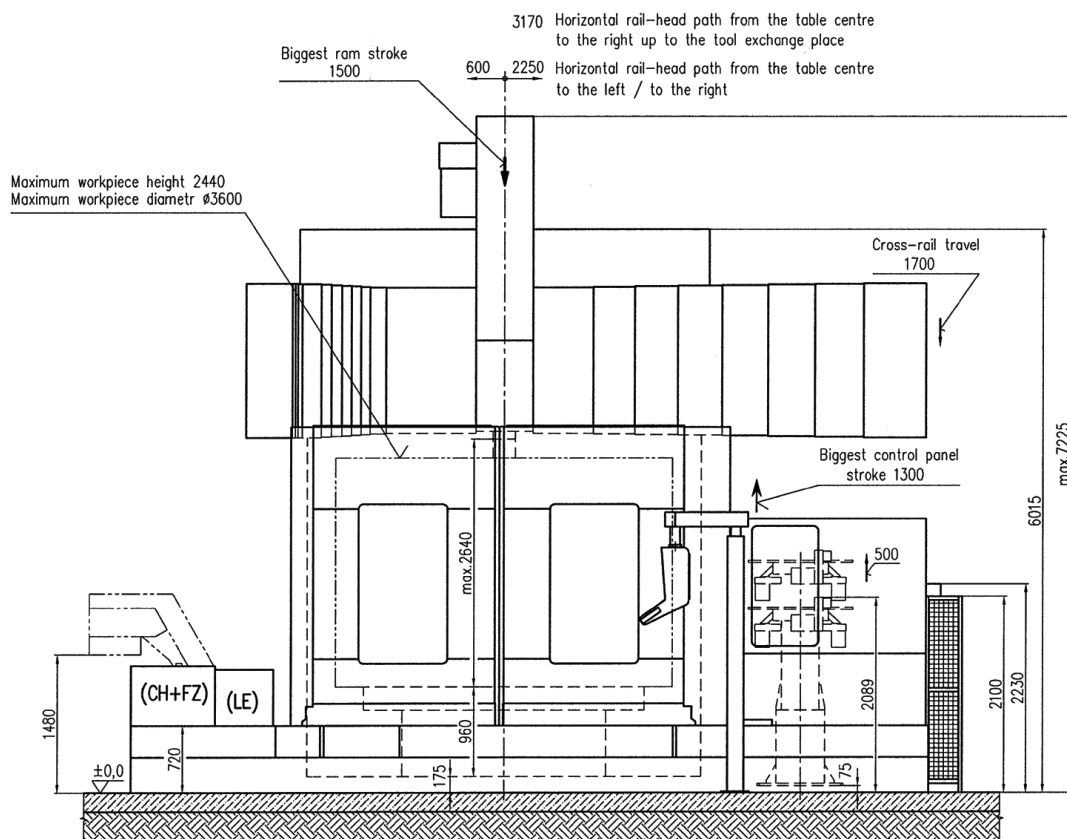 3170 Horizontal rail-head path from the table centre
to the right up to the tool exchange place
Biggest ram stroke
1500
600 2250 Horizontal rail-head path from the table centre
to the left / to the right
Maximum workpiece height 2440
Maximum workpiece diametr ø3600
Cross-rail travel
1700
max.7225
6015
Biggest control panel
stroke 1300
max.2640
500
(CH+FZ)
(LE)
1480
±0,0
720
960
175
2089
75
2100
2230